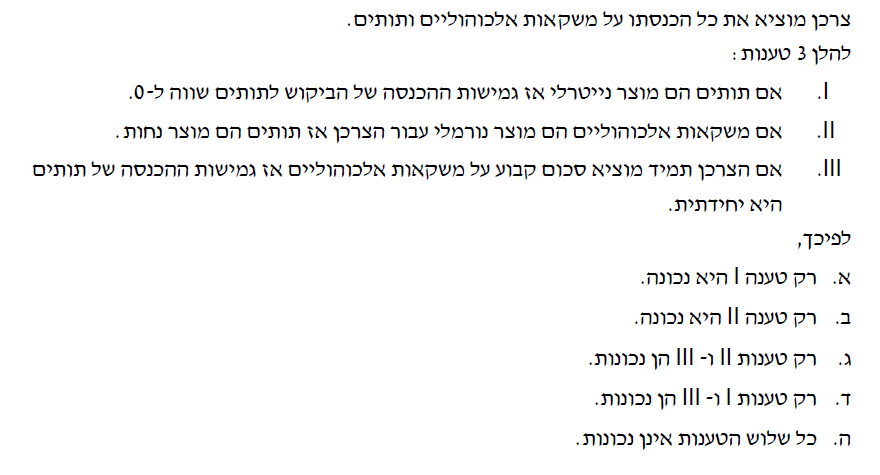 צרכן מוציא את כל הכנסתו על משקאות אלכוהוליים ותותים.
להלן 3 טענות:
I. אם תותים הם מוצר נייטרלי אז גמישות ההכנסה של הביקוש לתותים שווה ל-0.
II. אם משקאות אלכוהוליים הם מוצר נורמלי עבור הצרכן אז תותים הם מוצר נחות.
III. אם הצרכן תמיד מוציא סכום קבוע על משקאות אלכוהוליים אז גמישות ההכנסה של תותים
היא יחידתית.
לפיכך,
א. רק טענה I היא נכונה.
ב. רק טענה II היא נכונה.
ג. רק טענות II ו- III הן נכונות.
ד. רק טענות I ו- III הן נכונות.
ה. כל שלוש הטענות אינן נכונות.